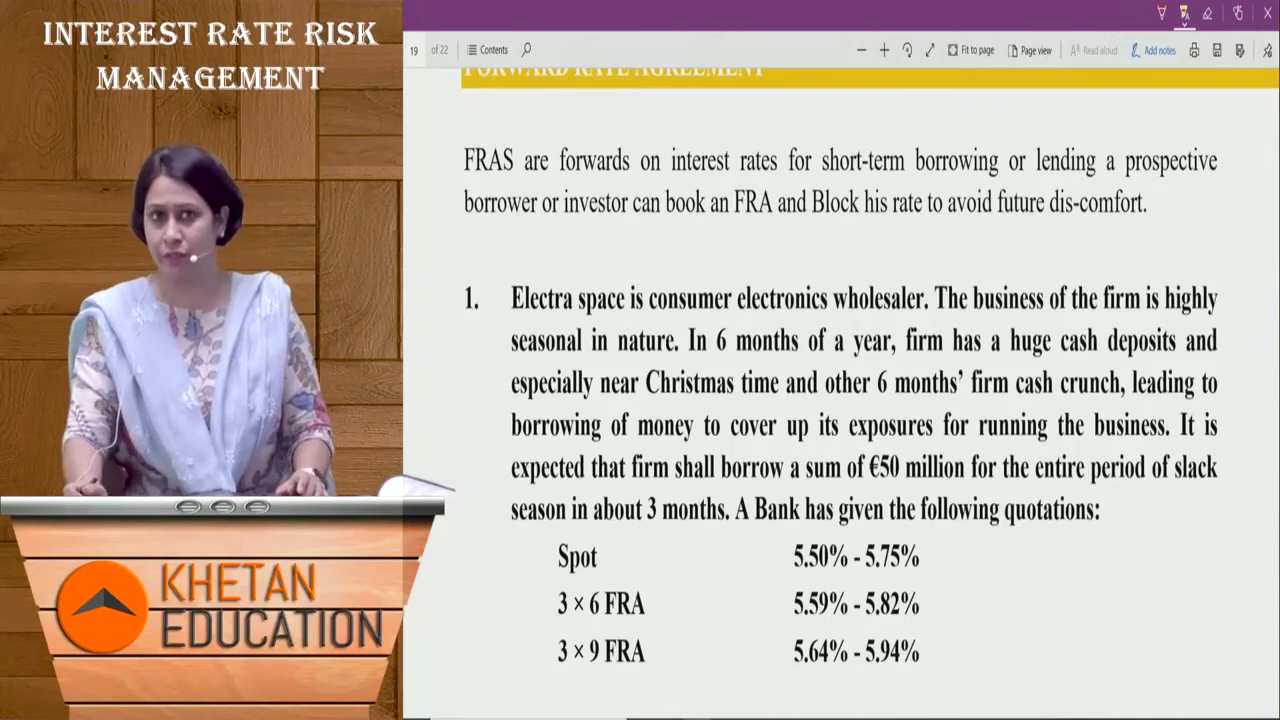 INTEREST RATE RISK
MANAGEMENT
KHETAN
EDUCATION
19 of 22 Contents Fit to page Page view Read aloud Add notes
FORWARD RATE AGREEMENT
FRAS are forwards on interest rates for short-term borrowing or lending a prospective
borrower or investor can book an FRA and Block his rate to avoid future dis-comfort.
1. Electra space is consumer electronics wholesaler. The business of the firm is highly
seasonal in nature. In 6 months of a year, firm has a huge cash deposits and
especially near Christmas time and other 6 months’ firm cash crunch, leading to
borrowing of money to cover up its exposures for running the business. It is
expected that firm shall borrow a sum of €50 million for the entire period of slack
season in about 3 months. A Bank has given the following quotations:
Spot 5.50% - 5.75%
3 × 6 FRA 5.59% - 5.82%
3 × 9 FRA 5.64% - 5.94%